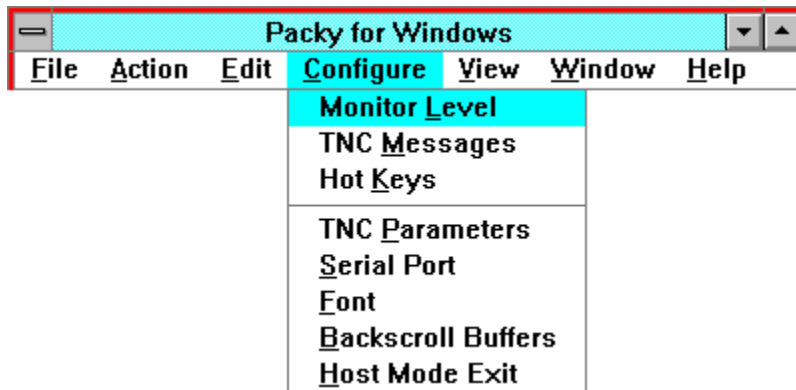 Packy for Windows
File Action Edit Configure View Window Help
Monitor Level
TNC Messages
Hot Keys
TNC Parameters
Serial Port
Font
Backscroll Buffers
Host Mode Exit